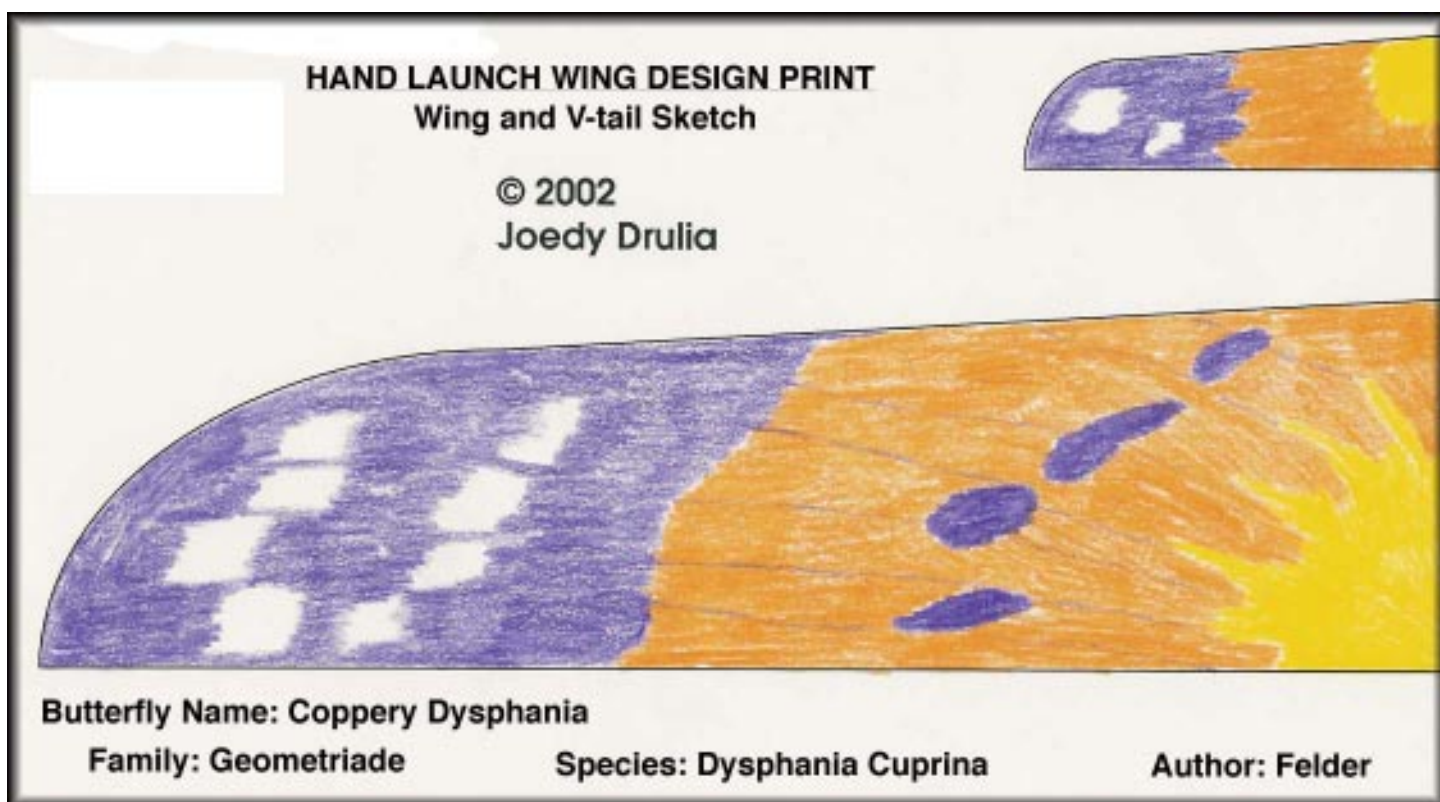 HAND LAUNCH WING DESIGN PRINT
Wing and V-tail Sketch
© 2002
Joedy Drulia
Butterfly Name: Coppery Dysphania
Family: Geometriade
Species: Dysphania Cuprina
Author: Felder